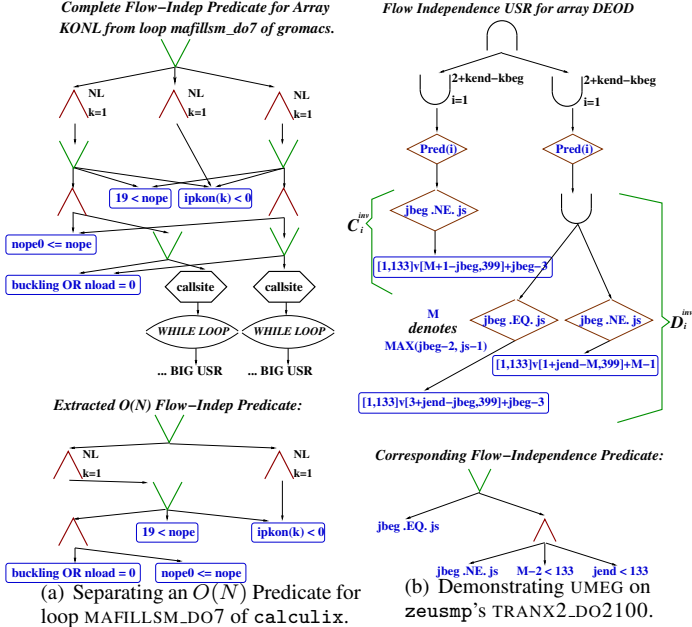 Complete Flow−Indep Predicate for Array
KONL from loop mafillsm_do7 of gromacs.
NL
k=1
NL
k=1
NL
k=1
19 < nope
ipkon(k) < 0
nope0 <= nope
buckling OR nload = 0
callsite
callsite
WHILE LOOP
WHILE LOOP
... BIG USR
... BIG USR
Extracted O(N) Flow−Indep Predicate:
NL
k=1
NL
k=1
19 < nope
ipkon(k) < 0
buckling OR nload = 0
nope0 <= nope
(a) Separating an O(N) Predicate for
loop MAFILLSM_DO7 of calculix.
Flow Independence USR for array DEOD
2+kend−kbeg
i=1
2+kend−kbeg
i=1
Pred(i)
Pred(i)
C_i^inv
jbeg .NE. js
[1,133]v[M+1−jbeg,399]+jbeg−3
M
denotes
MAX(jbeg−2, js−1)
jbeg .EQ. js
jbeg .NE. js
D_i^inv
[1,133]v[1+jend−M,399]+M−1
[1,133]v[3+jend−jbeg,399]+jbeg−3
Corresponding Flow−Independence Predicate:
jbeg .EQ. js
jbeg .NE. js
M−2 < 133
jend < 133
(b) Demonstrating UMEG on
zeusmp's TRANX2_DO2100.